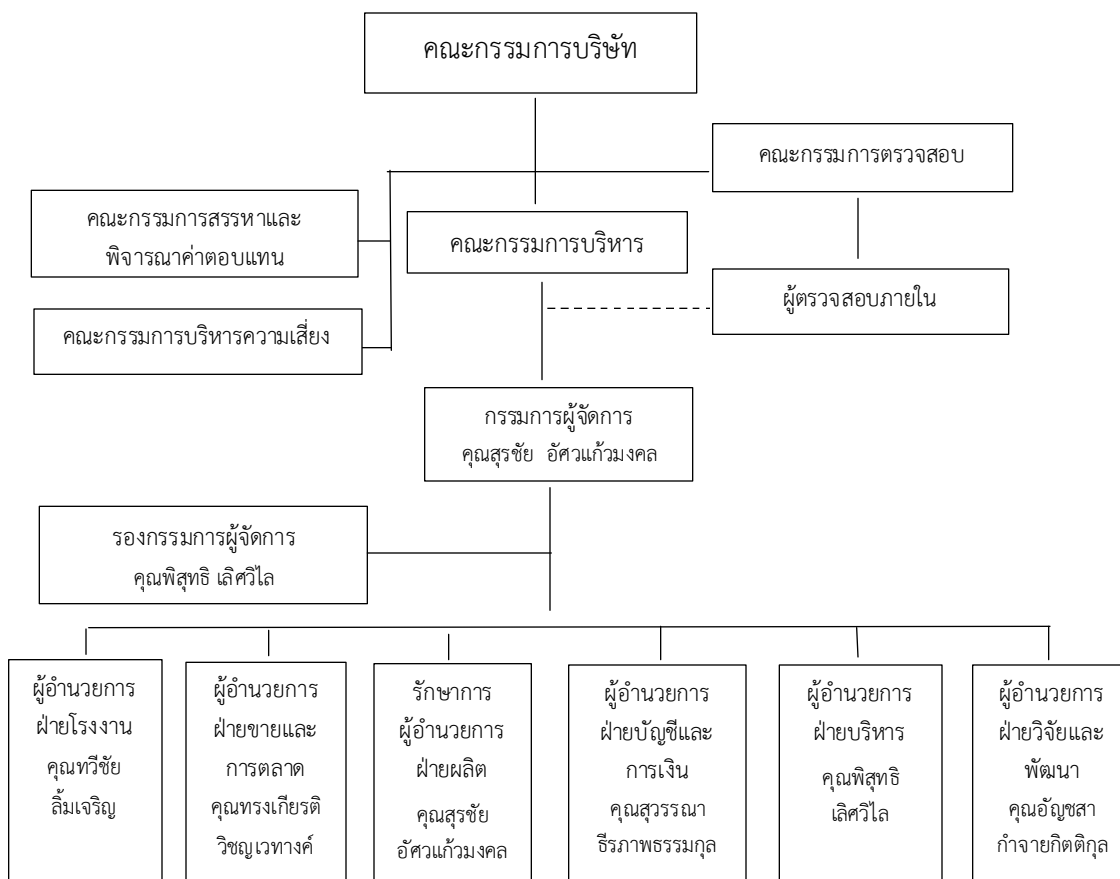 คณะกรรมการบริษัท
คณะกรรมการตรวจสอบ
คณะกรรมการสรรหาและ
พิจารณาค่าตอบแทน
คณะกรรมการบริหาร
ผู้ตรวจสอบภายใน
คณะกรรมการบริหารความเสี่ยง
กรรมการผู้จัดการ
คุณสุรชัย อัศวแก้วมงคล
รองกรรมการผู้จัดการ
คุณพิสุทธิ เลิศวิไล
ผู้อำนวยการ
ฝ่ายโรงงาน
คุณทวีชัย
ลิ้มเจริญ
ผู้อำนวยการ
ฝ่ายขายและ
การตลาด
คุณทรงเกียรติ
วิชญเวทางค์
รักษาการ
ผู้อำนวยการ
ฝ่ายผลิต
คุณสุรชัย
อัศวแก้วมงคล
ผู้อำนวยการ
ฝ่ายบัญชีและ
การเงิน
คุณสุวรรณา
ธีรภาพธรรมกุล
ผู้อำนวยการ
ฝ่ายบริหาร
คุณพิสุทธิ
เลิศวิไล
ผู้อำนวยการ
ฝ่ายวิจัยและ
พัฒนา
คุณอัญชสา
กำจายกิตติกุล